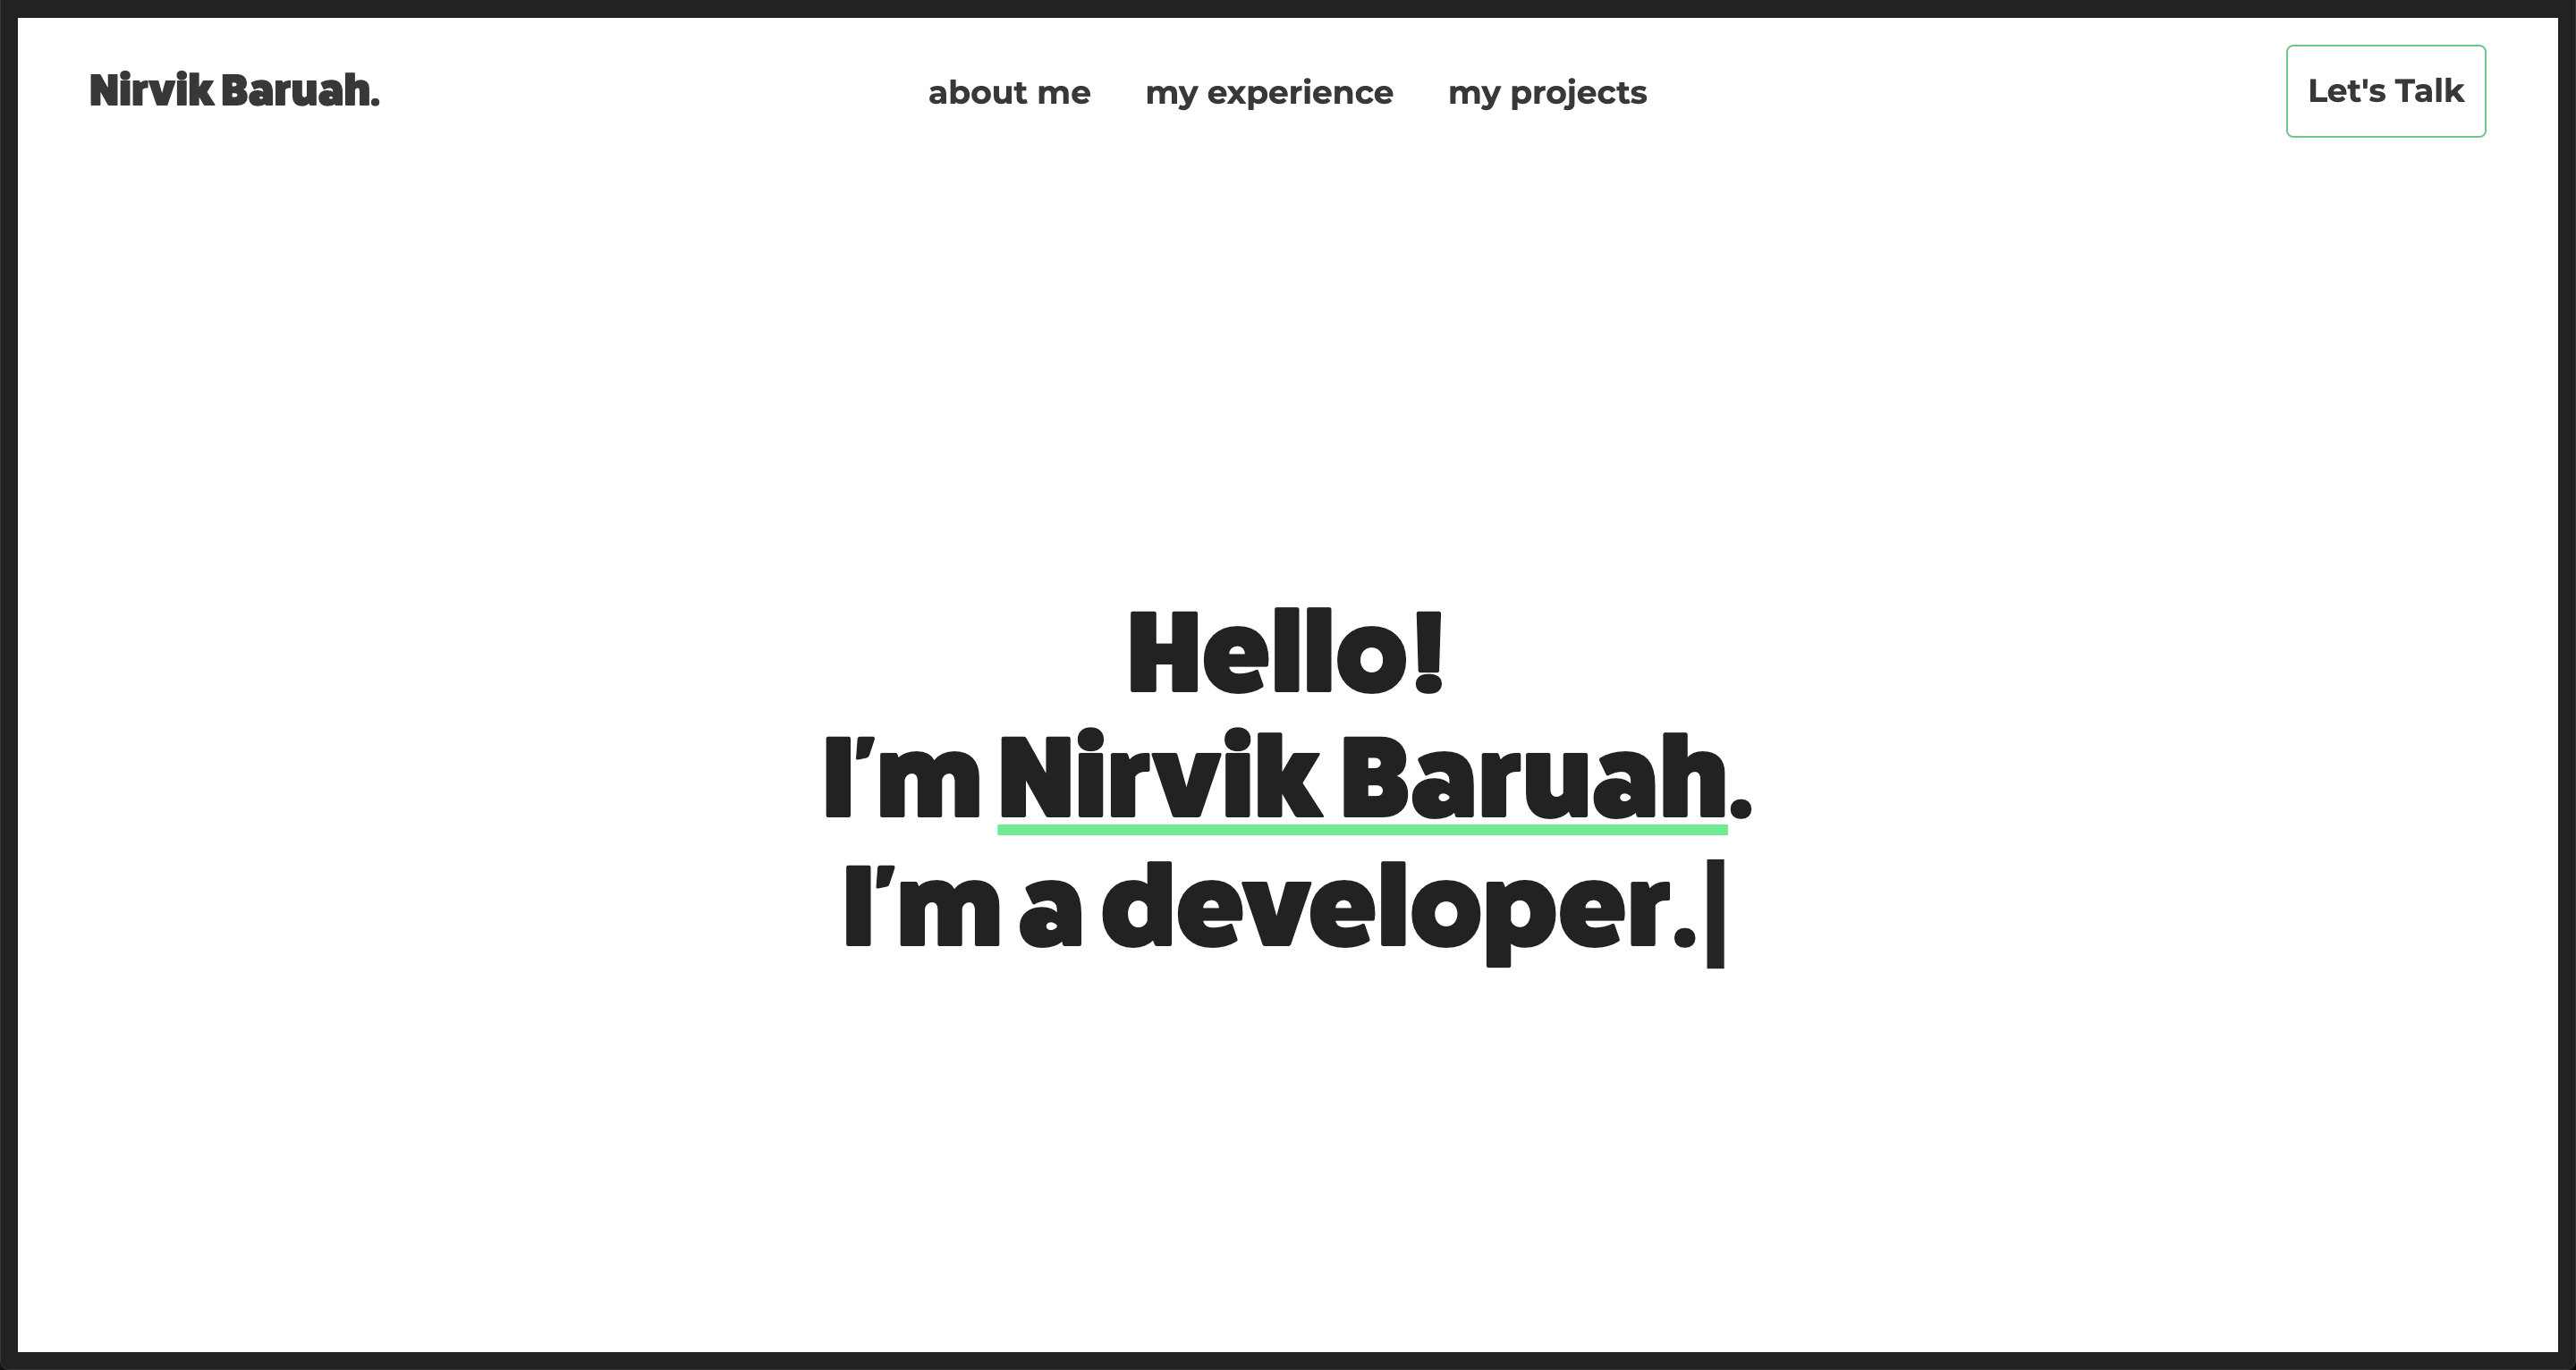 Nirvik Baruah.
about me
my experience
my projects
Let's Talk
Hello!
I'm Nirvik Baruah.
I'm a developer.|